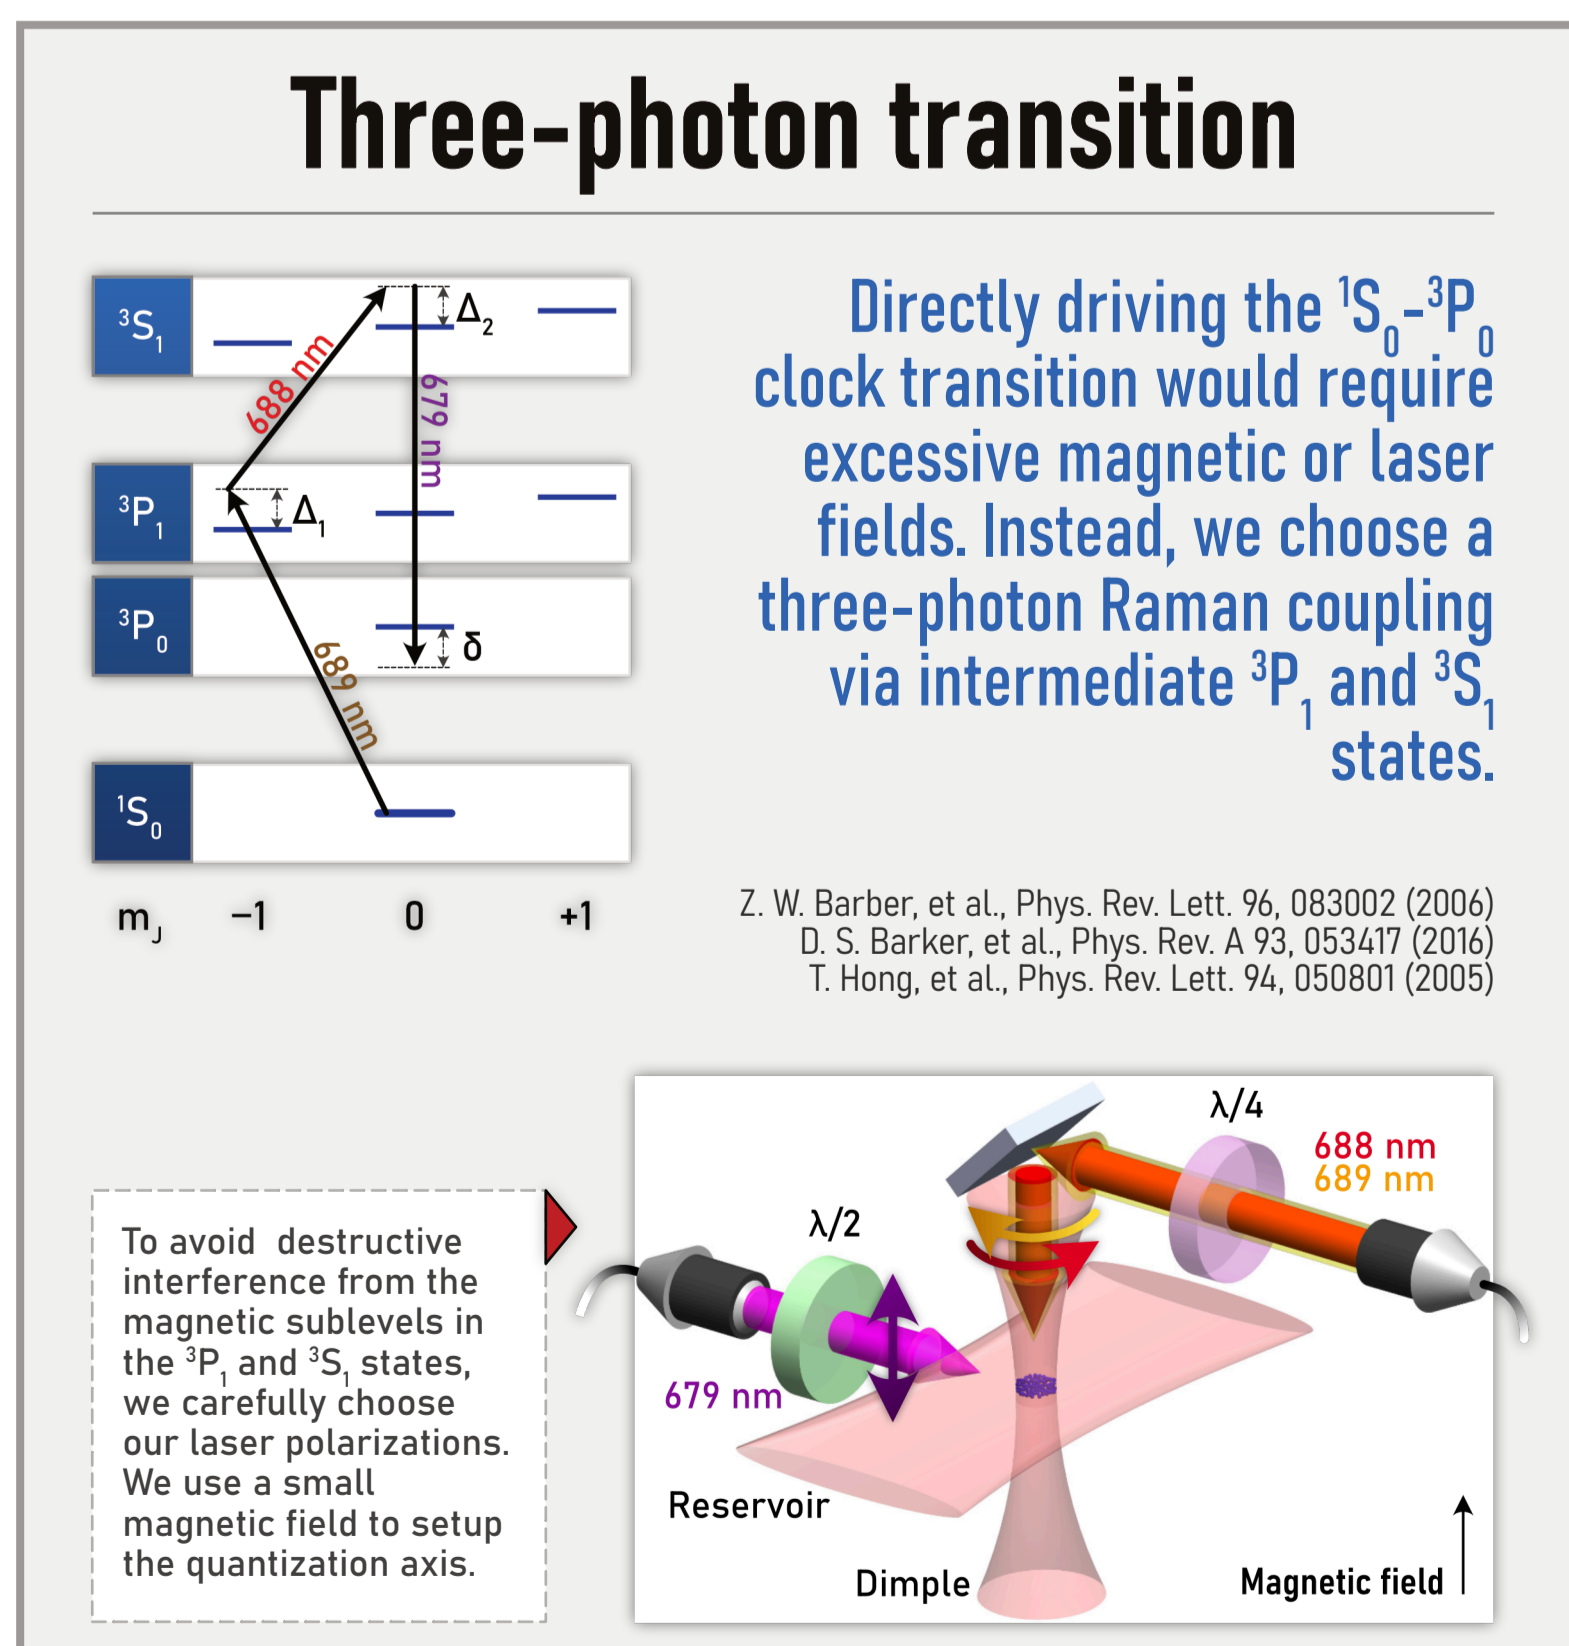 Three-photon transition
³S₁
Δ₂
688 nm
679 nm
³P₁
Δ₁
³P₀
δ
689 nm
¹S₀
m_J −1 0 +1
Directly driving the ¹S₀-³P₀
clock transition would require
excessive magnetic or laser
fields. Instead, we choose a
three-photon Raman coupling
via intermediate ³P₁ and ³S₁
states.
Z. W. Barber, et al., Phys. Rev. Lett. 96, 083002 (2006)
D. S. Barker, et al., Phys. Rev. A 93, 053417 (2016)
T. Hong, et al., Phys. Rev. Lett. 94, 050801 (2005)
To avoid destructive
interference from the
magnetic sublevels in
the ³P₁ and ³S₁ states,
we carefully choose
our laser polarizations.
We use a small
magnetic field to setup
the quantization axis.
λ/4
688 nm
689 nm
λ/2
679 nm
Reservoir
Dimple
Magnetic field